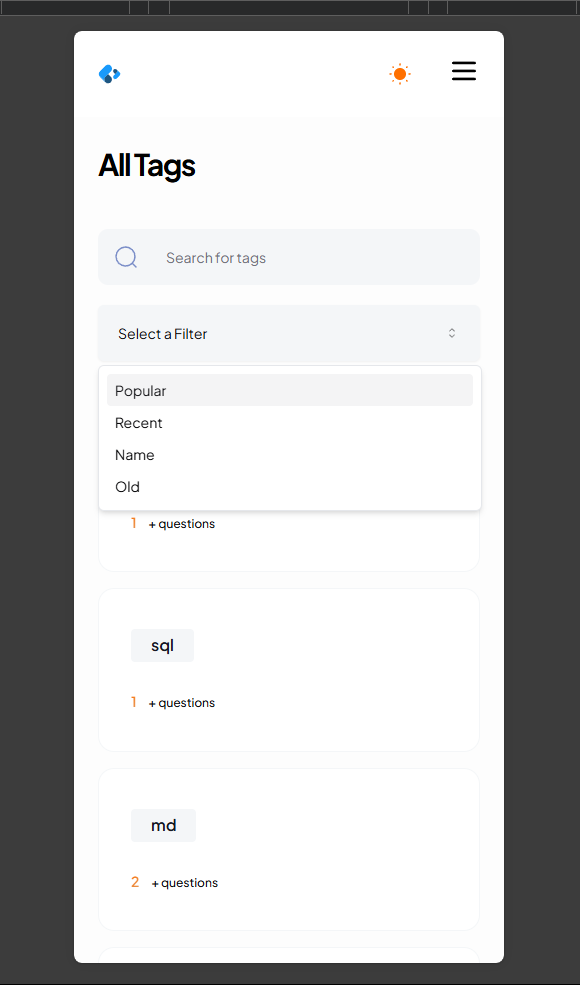 All Tags
Search for tags
Select a Filter
Popular
Recent
Name
Old
1 + questions
sql
1 + questions
md
2 + questions